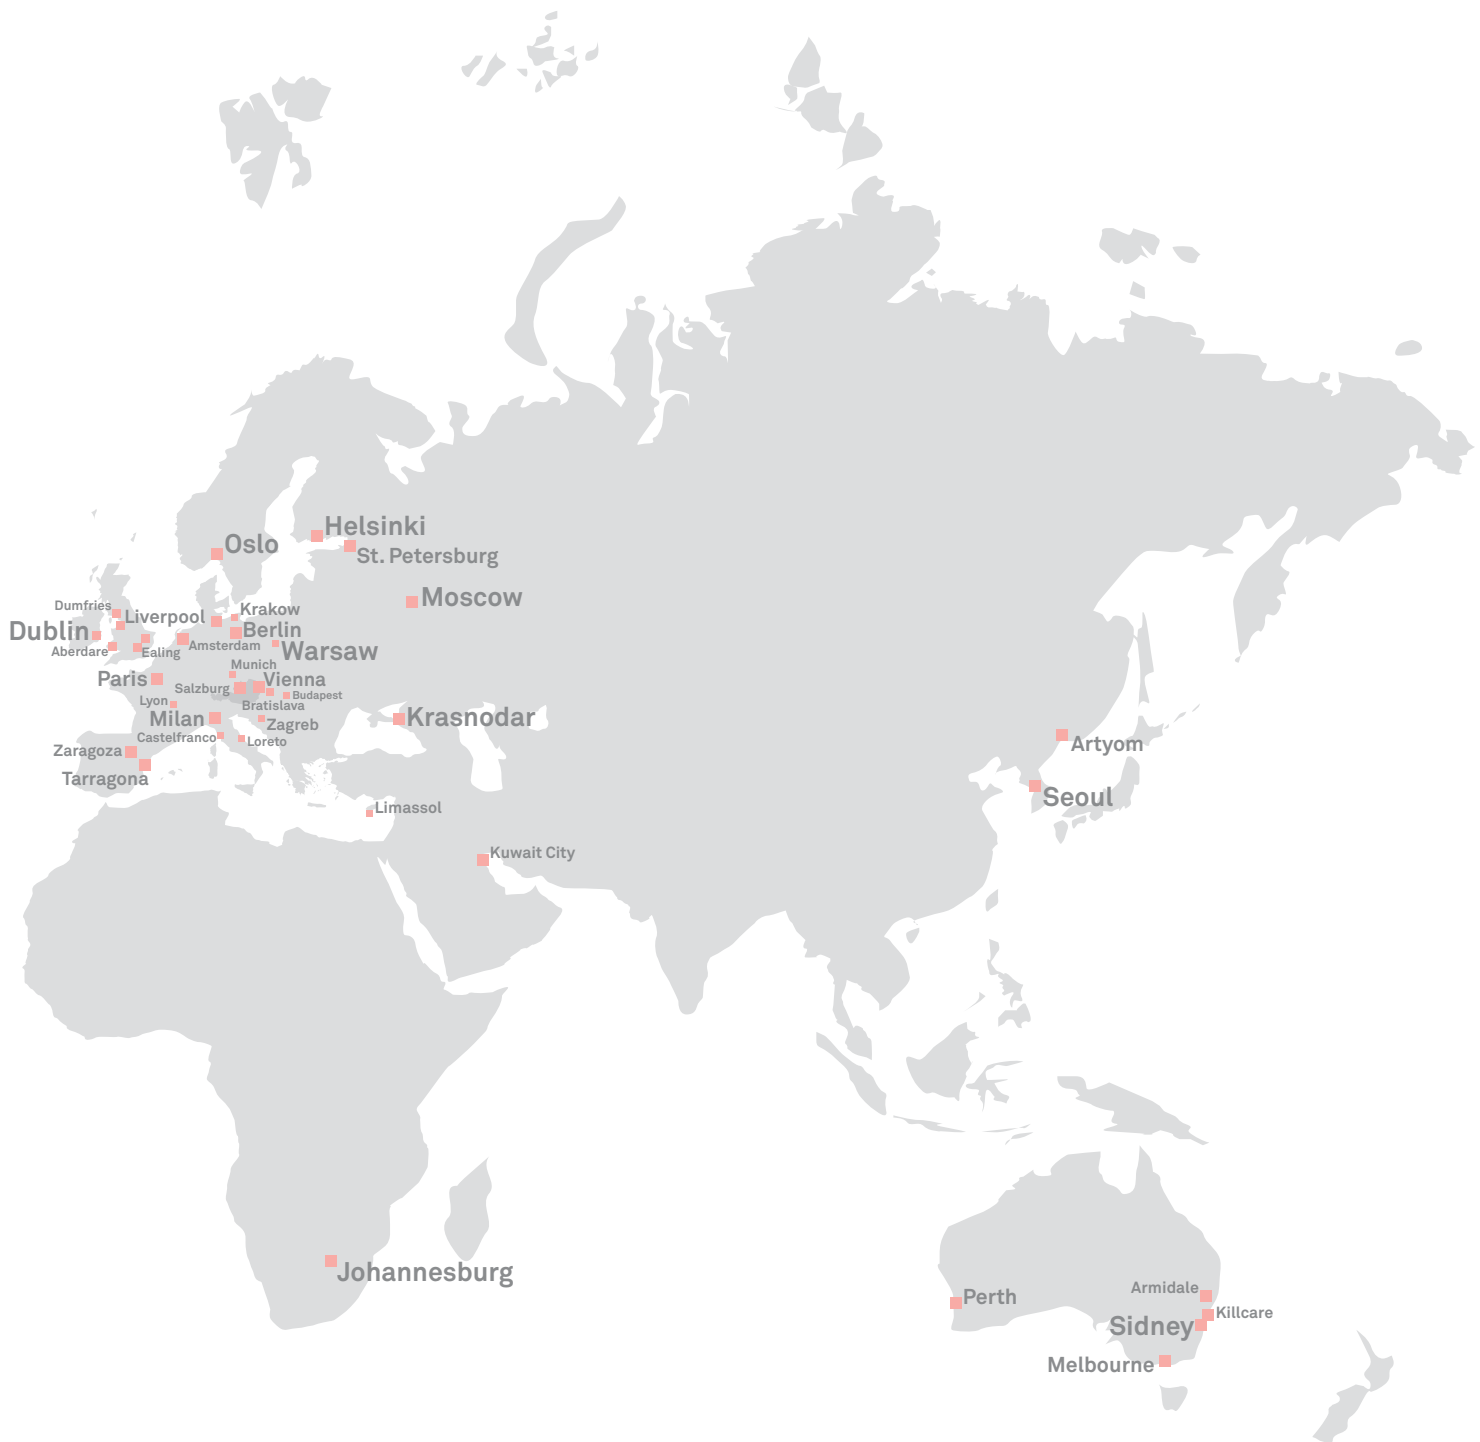 Helsinki
Oslo
St. Petersburg
Moscow
Dumfries
Krakow
Liverpool
Dublin
Berlin
Aberdare
Ealing
Amsterdam
Warsaw
Munich
Paris
Salzburg
Vienna
Lyon
Budapest
Bratislava
Milan
Krasnodar
Zagreb
Castelfranco
Loreto
Artyom
Zaragoza
Tarragona
Seoul
Limassol
Kuwait City
Johannesburg
Armidale
Perth
Killcare
Sidney
Melbourne